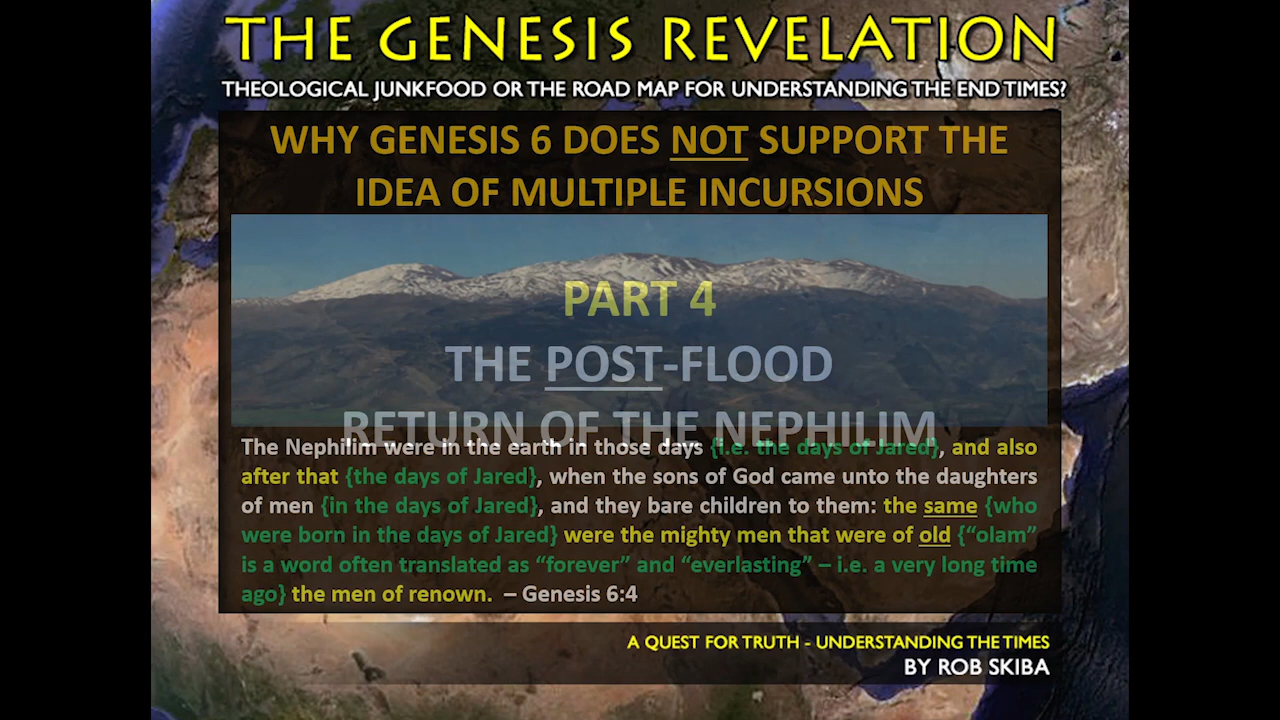 THE GENESIS REVELATION
THEOLOGICAL JUNKFOOD OR THE ROAD MAP FOR UNDERSTANDING THE END TIMES?
WHY GENESIS 6 DOES NOT SUPPORT THE
IDEA OF MULTIPLE INCURSIONS
PART 4
THE POST-FLOOD
RETURN OF THE NEPHILIM
The Nephilim were in the earth in those days {i.e. the days of Jared}, and also
after that {the days of Jared}, when the sons of God came unto the daughters
of men {in the days of Jared}, and they bare children to them: the same {who
were born in the days of Jared} were the mighty men that were of old {“olam”
is a word often translated as “forever” and “everlasting” – i.e. a very long time
ago} the men of renown. – Genesis 6:4
A QUEST FOR TRUTH - UNDERSTANDING THE TIMES
BY ROB SKIBA